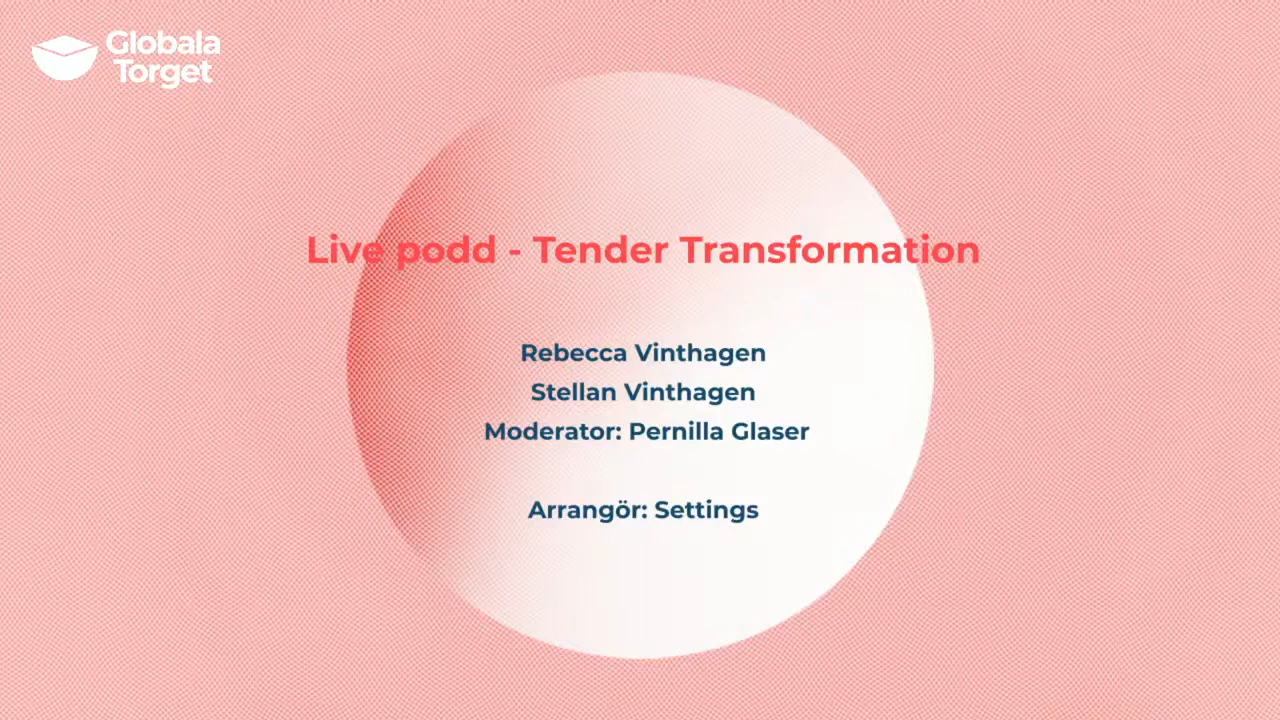 Globala
Torget
Live podd - Tender Transformation
Rebecca Vinthagen
Stellan Vinthagen
Moderator: Pernilla Glaser
Arrangör: Settings